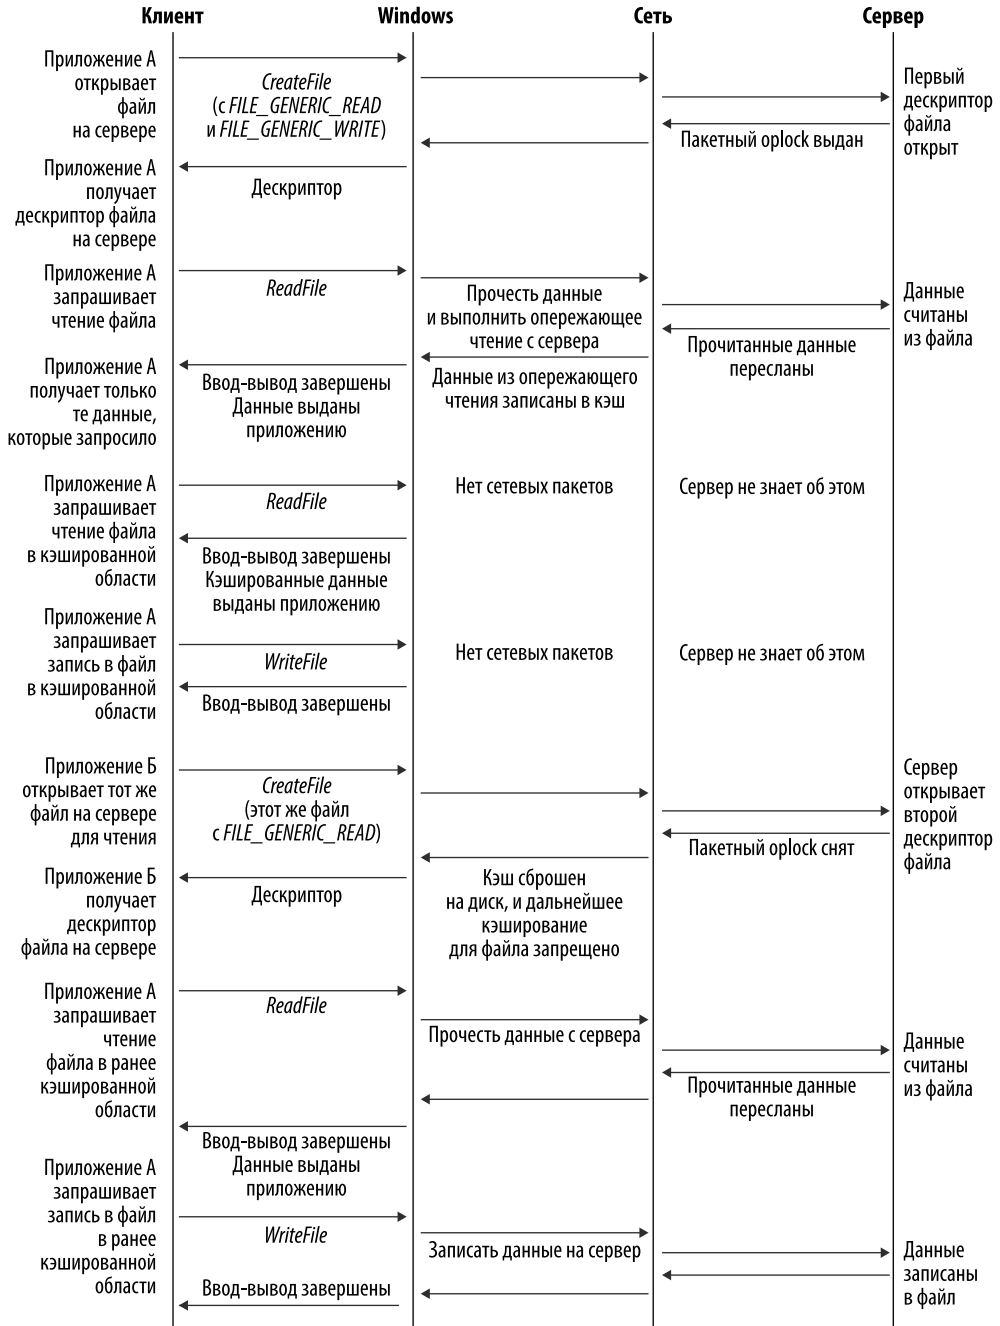 Клиент
Windows
Сеть
Сервер
Приложение А
открывает
файл
на сервере
CreateFile
(с FILE_GENERIC_READ
и FILE_GENERIC_WRITE)
Пакетный oplock выдан
Первый
дескриптор
файла
открыт
Приложение А
получает
дескриптор файла
на сервере
Дескриптор
Приложение А
запрашивает
чтение файла
ReadFile
Прочесть данные
и выполнить опережающее
чтение с сервера
Прочитанные данные
пересланы
Данные
считаны
из файла
Приложение А
получает только
те данные,
которые запросило
Ввод-вывод завершены
Данные выданы
приложению
Данные из опережающего
чтения записаны в кэш
Приложение А
запрашивает
чтение файла
в кэшированной
области
ReadFile
Нет сетевых пакетов
Сервер не знает об этом
Ввод-вывод завершены
Кэшированные данные
выданы приложению
Приложение А
запрашивает
запись в файл
в кэшированной
области
WriteFile
Нет сетевых пакетов
Сервер не знает об этом
Ввод-вывод завершены
Приложение Б
открывает тот же
файл на сервере
для чтения
CreateFile
(этот же файл
с FILE_GENERIC_READ)
Пакетный oplock снят
Сервер
открывает
второй
дескриптор
файла
Приложение Б
получает
дескриптор
файла на сервере
Дескриптор
Кэш сброшен
на диск, и дальнейшее
кэширование
для файла запрещено
Приложение А
запрашивает
чтение
файла в ранее
кэшированной
области
ReadFile
Прочесть данные с сервера
Прочитанные данные
пересланы
Данные
считаны
из файла
Ввод-вывод завершены
Данные выданы
приложению
Приложение А
запрашивает
запись в файл
в ранее
кэшированной
области
WriteFile
Записать данные на сервер
Данные
записаны
в файл
Ввод-вывод завершены